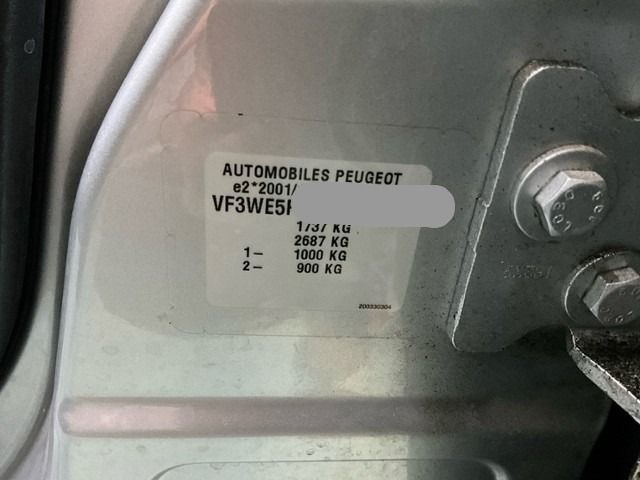 AUTOMOBILES PEUGEOT
e2*2001/
VF3WE5
1737 KG
2687 KG
1- 1000 KG
2- 900 KG
200330304